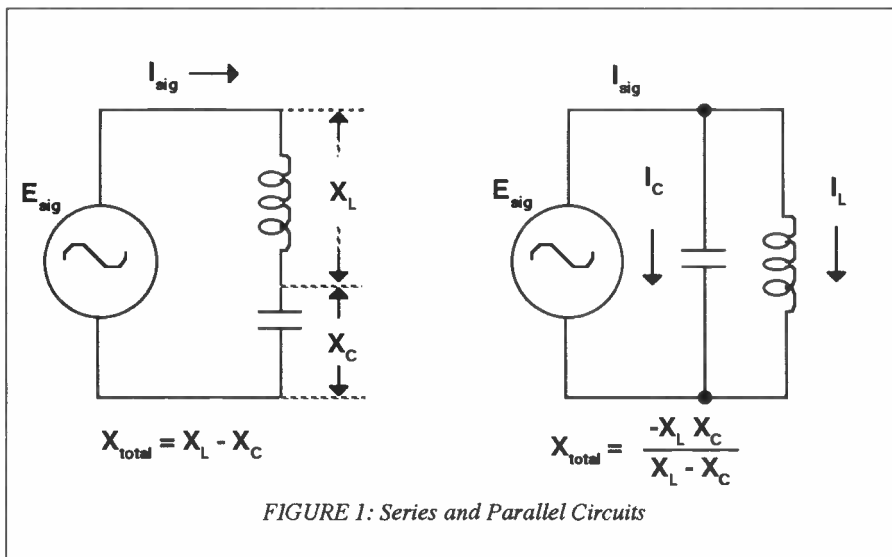 I_sig
E_sig
X_L
X_C
X_total = X_L - X_C
I_sig
E_sig
I_C
I_L
X_total = -X_L X_C / X_L - X_C
FIGURE 1: Series and Parallel Circuits